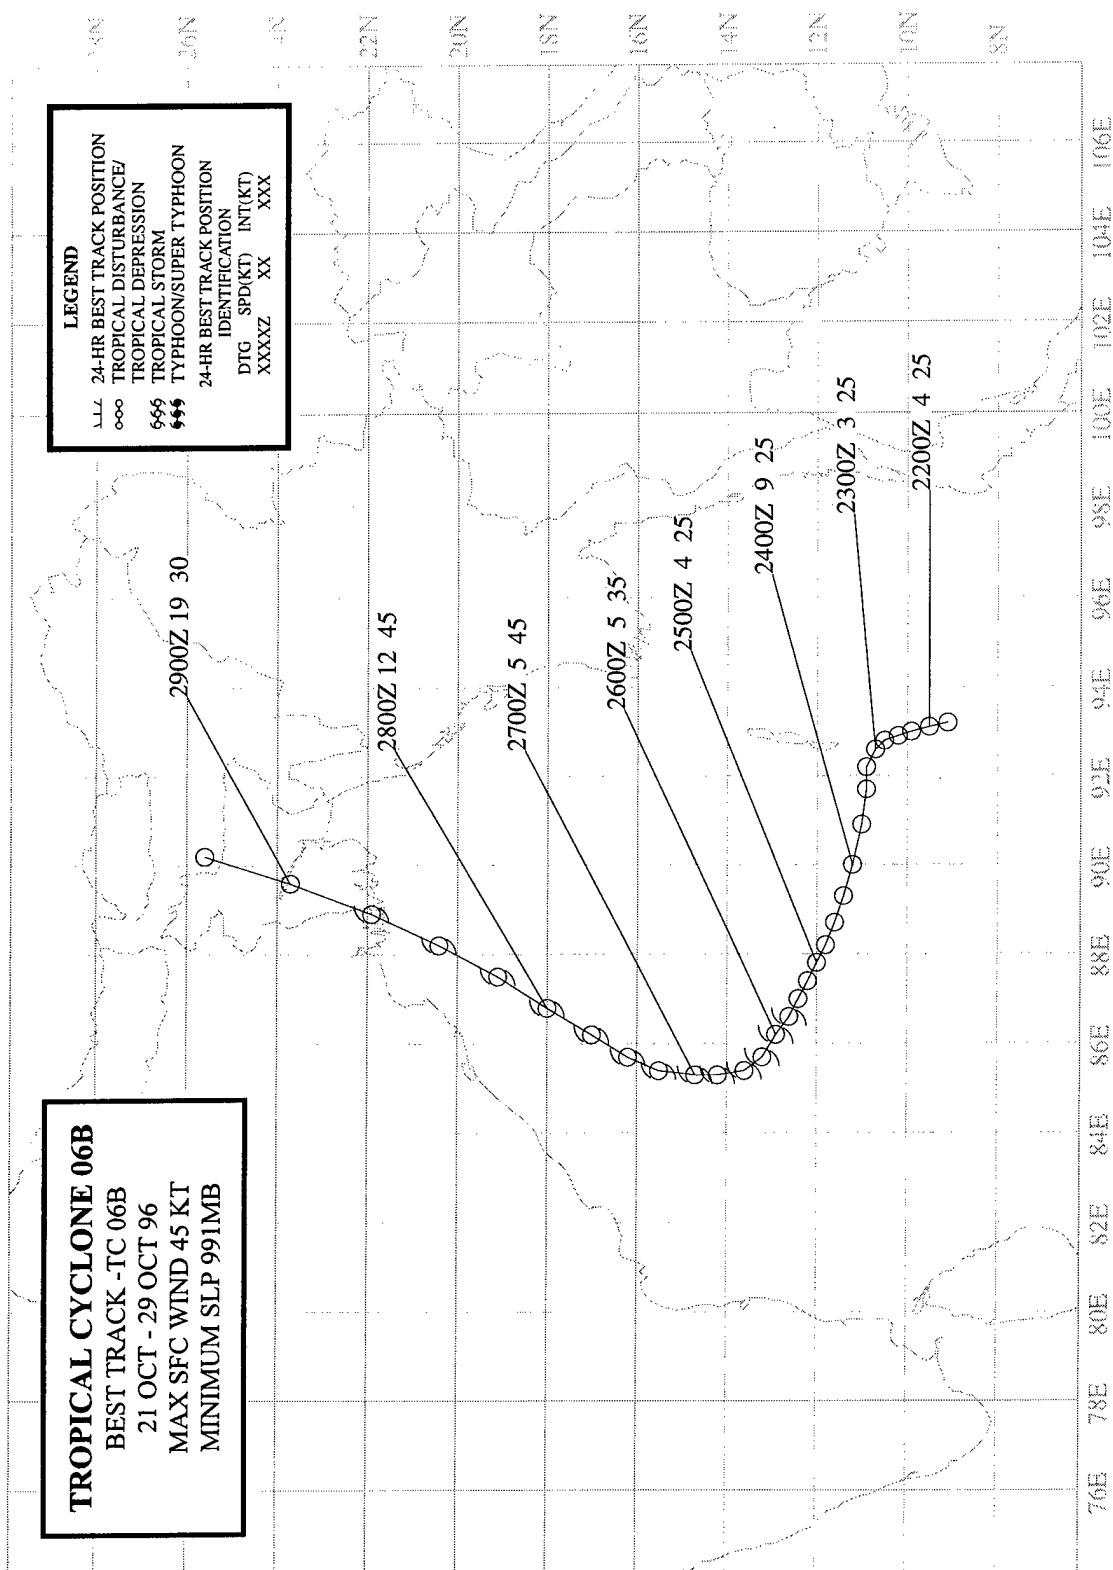 TROPICAL CYCLONE 06B
BEST TRACK -TC 06B
21 OCT - 29 OCT 96
MAX SFC WIND 45 KT
MINIMUM SLP 991MB
LEGEND
24-HR BEST TRACK POSITION
TROPICAL DISTURBANCE/
TROPICAL DEPRESSION
TROPICAL STORM
TYPHOON/SUPER TYPHOON
24-HR BEST TRACK POSITION
IDENTIFICATION
DTG SPD(KT) INT(KT)
XXXXZ XX XXX
2900Z 19 30
2800Z 12 45
2700Z 5 45
2600Z 5 35
2500Z 4 25
2400Z 9 25
2300Z 3 25
2200Z 4 25
22N
20N
18N
16N
14N
12N
10N
8N
76E
78E
80E
82E
84E
86E
88E
90E
92E
94E
96E
98E
100E
102E
104E
106E